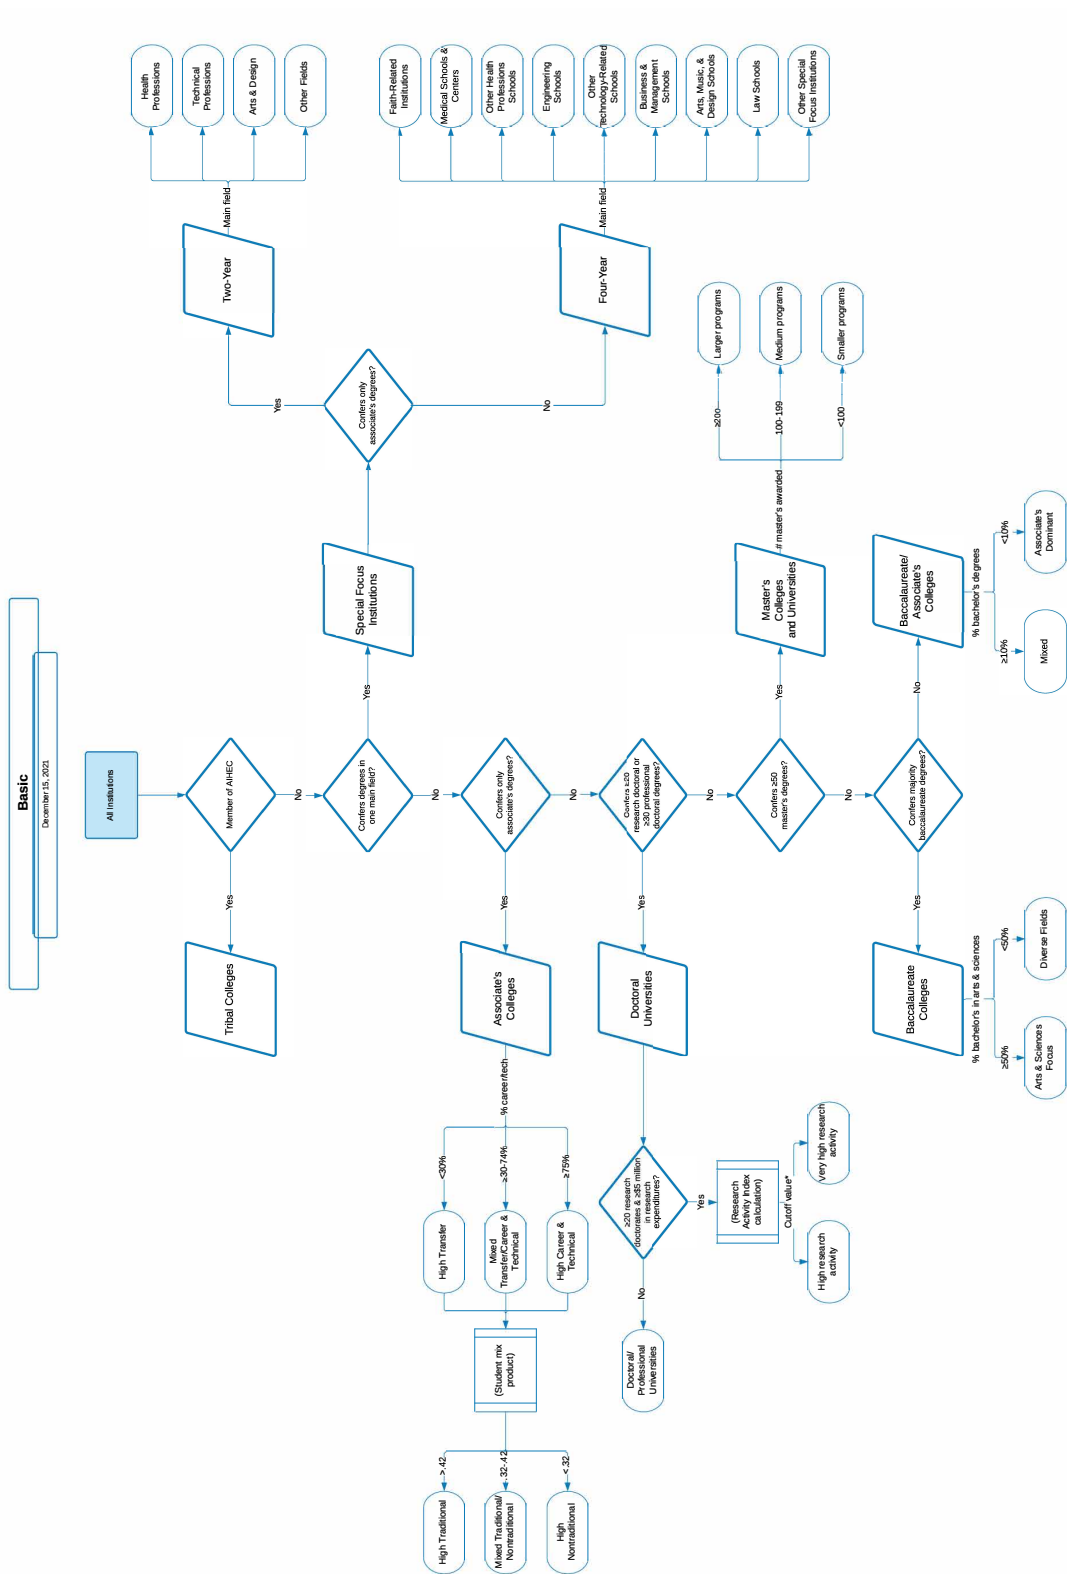 Basic
December 15, 2021
All Institutions
Member of AIHEC
Yes
Tribal Colleges
No
Confers degrees in
one main field?
Yes
Special Focus
Institutions
Confers only
associate's degrees?
Yes
Two-Year
Main field
Health
Professions
Technical
Professions
Arts & Design
Other Fields
No
Four-Year
Main field
Faith-Related
Institutions
Medical Schools &
Centers
Other Health
Professions
Schools
Engineering
Schools
Other
Technology-Related
Schools
Business &
Management
Schools
Arts, Music, &
Design Schools
Law Schools
Other Special
Focus Institutions
No
Confers only
associate's degrees?
Yes
Associate's
Colleges
% career/tech
<30%
≥30-74%
≥75%
High Transfer
Mixed
Transfer/Career &
Technical
High Career &
Technical
(Student mix
product)
>.42
.32-.42
<.32
High Traditional
Mixed Traditional/
Nontraditional
High
Nontraditional
No
Confers ≥20
research doctoral or
≥30 professional
doctoral degrees?
Yes
Doctoral
Universities
≥20 research
doctorates & ≥$5 million
in research
expenditures?
No
Doctoral/
Professional
Universities
Yes
(Research
Activity Index
calculation)
Cutoff value*
High research
activity
Very high research
activity
No
Confers ≥50
master's degrees?
Yes
Master's
Colleges
and Universities
# master's awarded
≥200
100-199
<100
Larger programs
Medium programs
Smaller programs
No
Confers majority
baccalaureate degrees?
Yes
Baccalaureate
Colleges
% bachelor's in arts & sciences
≥50%
<50%
Arts & Sciences
Focus
Diverse Fields
No
Baccalaureate/
Associate's
Colleges
% bachelor's degrees
≥10%
<10%
Mixed
Associate's
Dominant